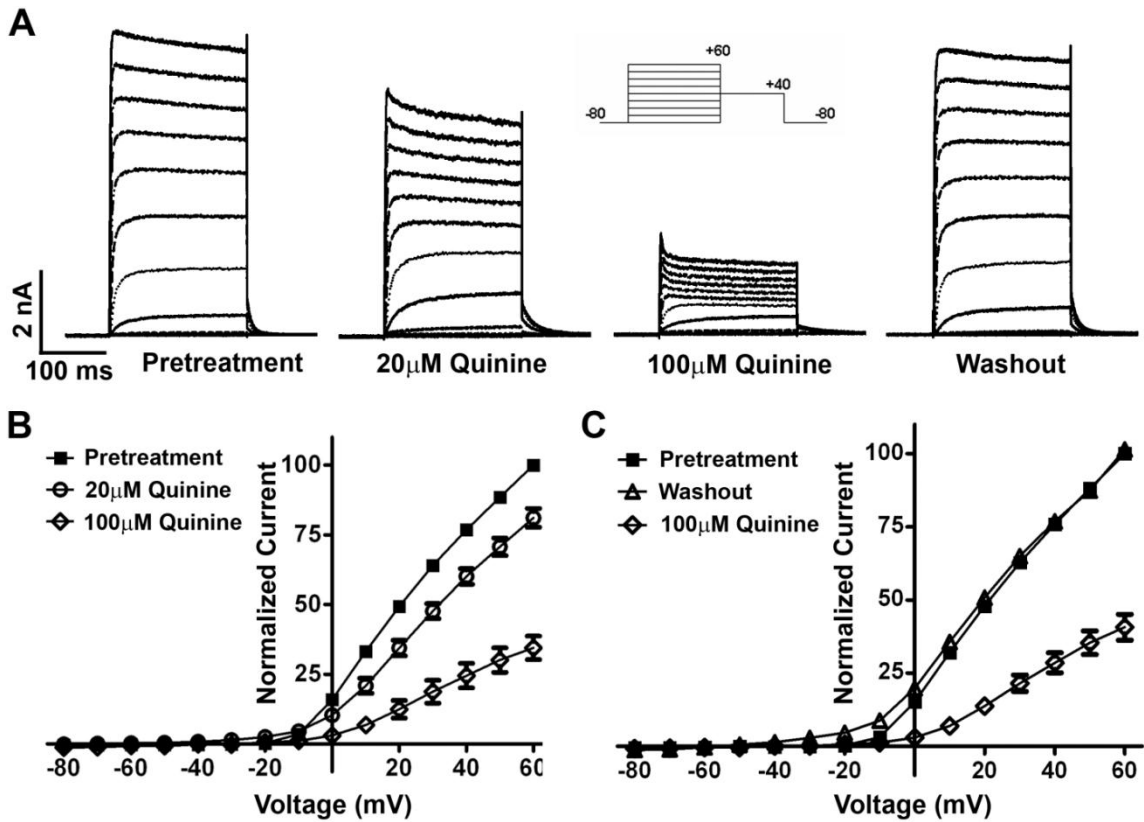 A
+60
+40
-80
-80
2 nA
100 ms
Pretreatment
20μM Quinine
100μM Quinine
Washout
B
Pretreatment
20μM Quinine
100μM Quinine
Normalized Current
100
75
50
25
-80
-60
-40
-20
20
40
60
Voltage (mV)
C
Pretreatment
Washout
100μM Quinine
Normalized Current
100
75
50
25
-80
-60
-40
-20
20
40
60
Voltage (mV)